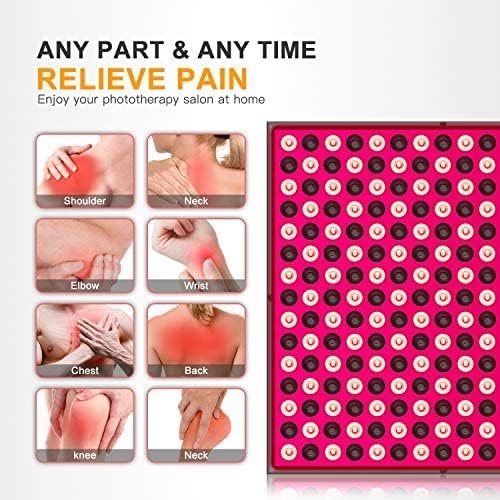 ANY PART & ANY TIME
RELIEVE PAIN
Enjoy your phototherapy salon at home
Shoulder
Neck
Elbow
Wrist
Chest
Back
knee
Neck